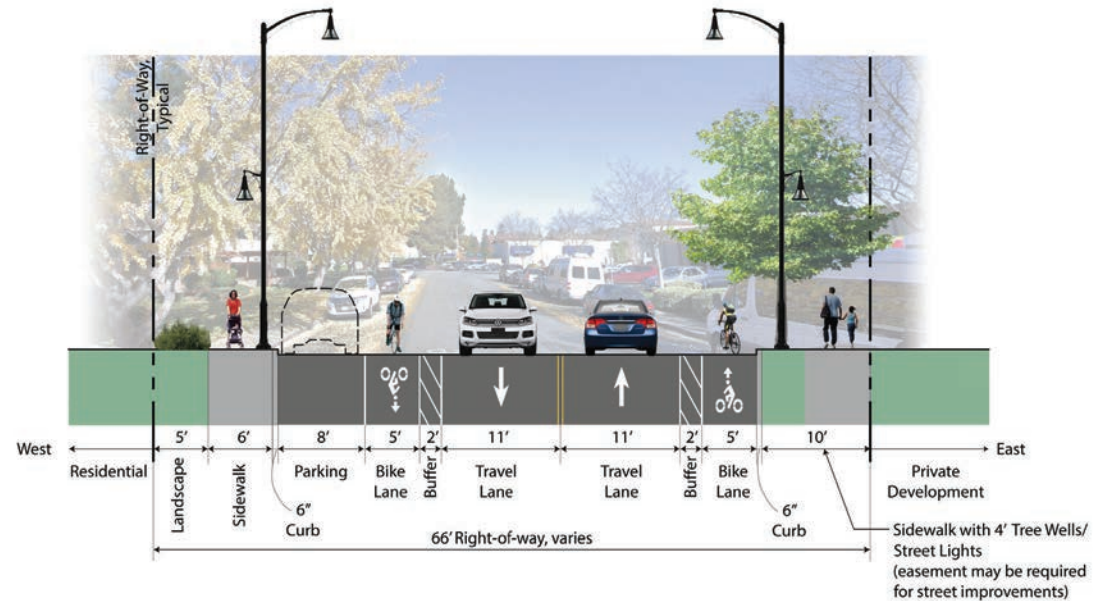 Right-of-Way,
Typical
5’
6’
8’
5’
2’
11’
11’
2’
5’
10’
West
East
Residential
Landscape
Sidewalk
Parking
Bike
Lane
Buffer
Travel
Lane
Travel
Lane
Buffer
Bike
Lane
Private
Development
6”
Curb
6”
Curb
66’ Right-of-way, varies
Sidewalk with 4’ Tree Wells/
Street Lights
(easement may be required
for street improvements)